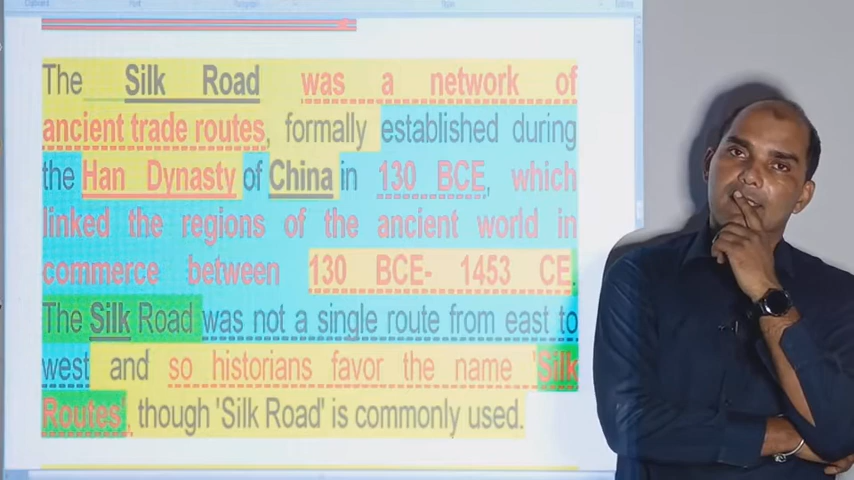 The Silk Road was a network of
ancient trade routes, formally established during
the Han Dynasty of China in 130 BCE, which
linked the regions of the ancient world in
commerce between 130 BCE- 1453 CE.
The Silk Road was not a single route from east to
west and so historians favor the name 'Silk
Routes', though 'Silk Road' is commonly used.